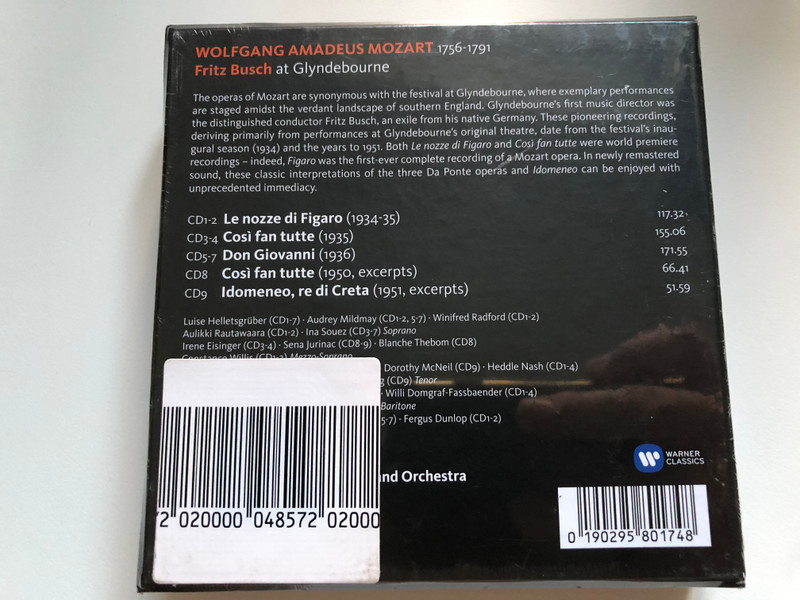 WOLFGANG AMADEUS MOZART 1756-1791
Fritz Busch at Glyndebourne
The operas of Mozart are synonymous with the festival at Glyndebourne, where exemplary performances
are staged amidst the verdant landscape of southern England, Glyndebourne's first music director was
the distinguished conductor Fritz Busch, an exile from his native Germany. These pioneering recordings,
deriving primarily from performances at Glyndebourne's original theatre, date from the festival's inau-
gural season (1934) and the years to 1951. Both Le nozze di Figaro and Così fan tutte were world premiere
recordings – indeed, Figaro was the first-ever complete recording of a Mozart opera. In newly remastered
sound, these classic interpretations of the three Da Ponte operas and Idomeneo can be enjoyed with
unprecedented immediacy.
CD1-2 Le nozze di Figaro (1934-35) 117.32
CD3-4 Così fan tutte (1935) 155.06
CD5-7 Don Giovanni (1936) 171.55
CD8 Così fan tutte (1950, excerpts) 66.41
CD9 Idomeneo, re di Creta (1951, excerpts) 51.59
Luise Helletsgrüber (CD1-7) · Audrey Mildmay (CD1-2, 5-7) · Winifred Radford (CD1-2)
Aulikki Rautawaara (CD1-2) · Ina Souez (CD3-7) Soprano
Irene Eisinger (CD3-4) · Sena Jurinac (CD8-9) · Blanche Thebom (CD8)
Constance Willis (CD1-2) Mezzo-Soprano
Dorothy McNeil (CD9) · Heddle Nash (CD1-4)
(CD9) Tenor
· Willi Domgraf-Fassbaender (CD1-4)
Baritone
5-7) · Fergus Dunlop (CD1-2)
and Orchestra
WARNER
CLASSICS
2 020000 048572 02000
0 190295 801748